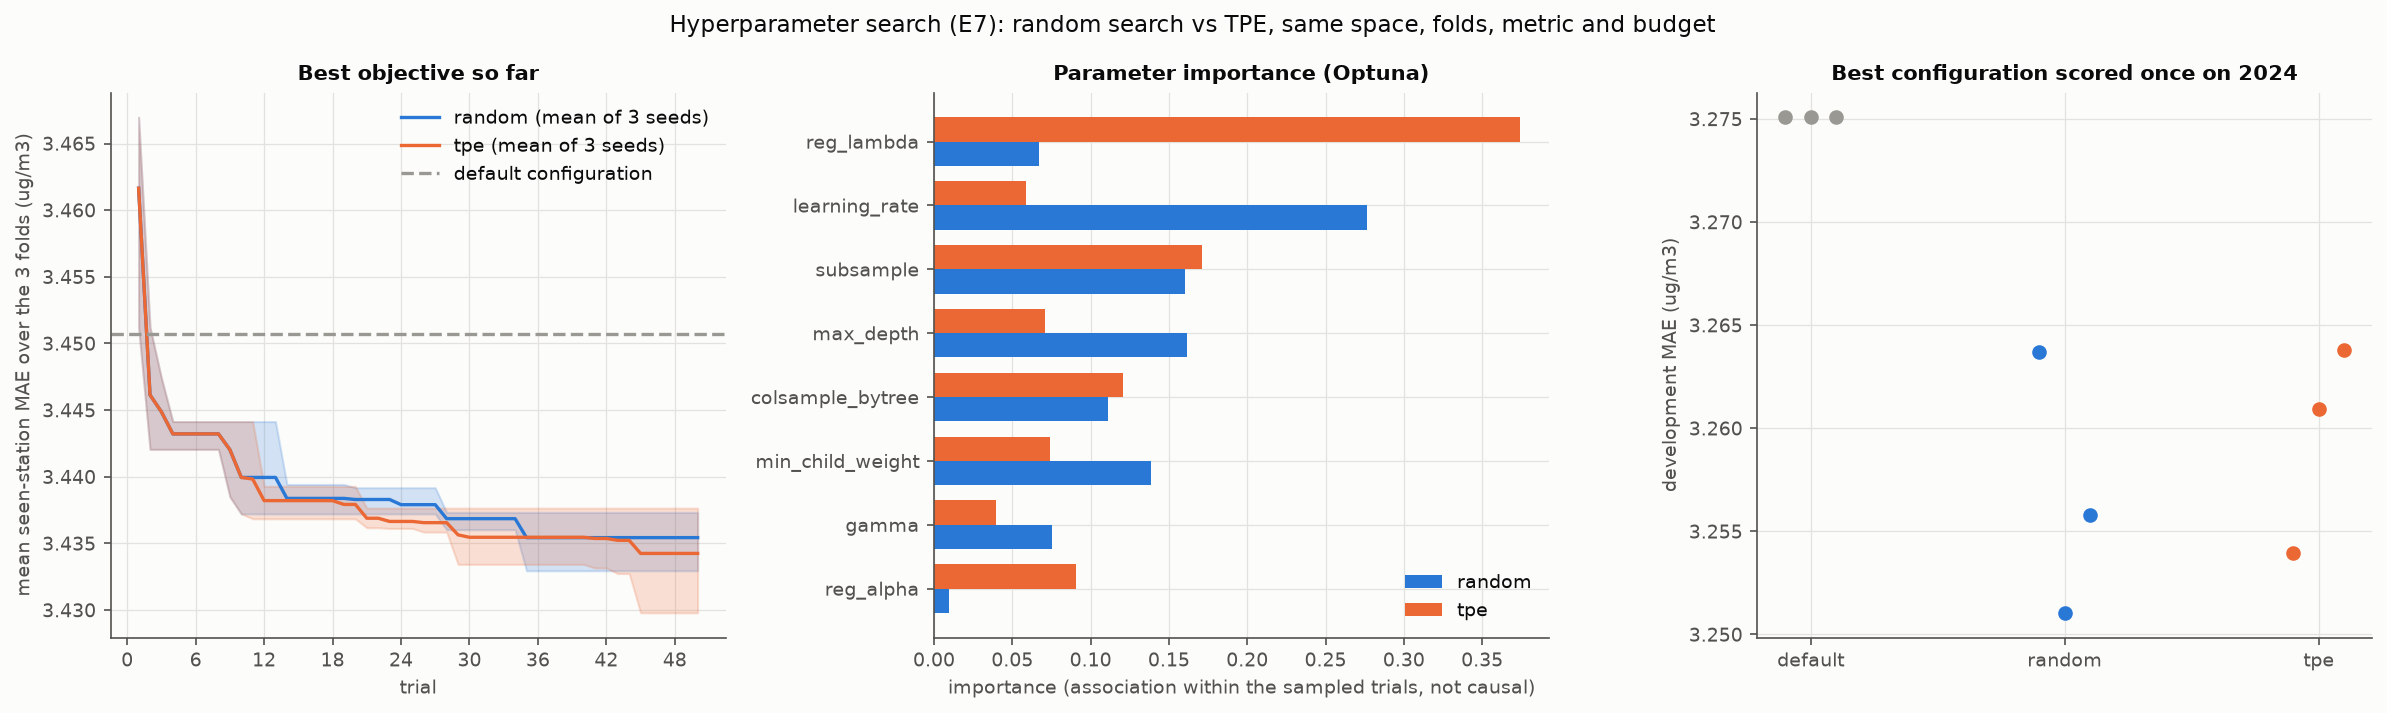 Hyperparameter search (E7): random search vs TPE, same space, folds, metric and budget
Best objective so far
mean seen-station MAE over the 3 folds (ug/m3)
3.465
3.460
3.455
3.450
3.445
3.440
3.435
3.430
random (mean of 3 seeds)
tpe (mean of 3 seeds)
default configuration
0 6 12 18 24 30 36 42 48
trial
Parameter importance (Optuna)
reg_lambda
learning_rate
subsample
max_depth
colsample_bytree
min_child_weight
gamma
reg_alpha
random
tpe
0.00 0.05 0.10 0.15 0.20 0.25 0.30 0.35
importance (association within the sampled trials, not causal)
Best configuration scored once on 2024
development MAE (ug/m3)
3.275
3.270
3.265
3.260
3.255
3.250
default random tpe